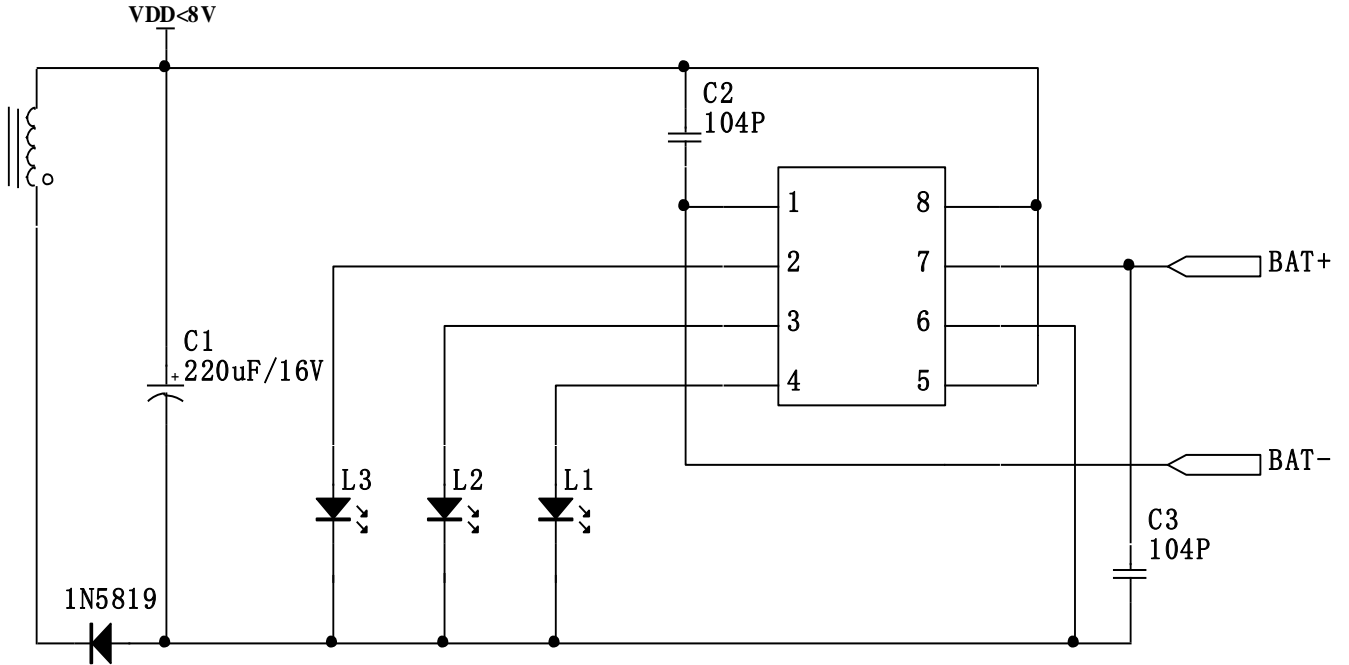 VDD<8V
C2
104P
1
8
2
7
BAT+
3
6
C1
+
220uF/16V
4
5
BAT-
L3
L2
L1
C3
104P
1N5819